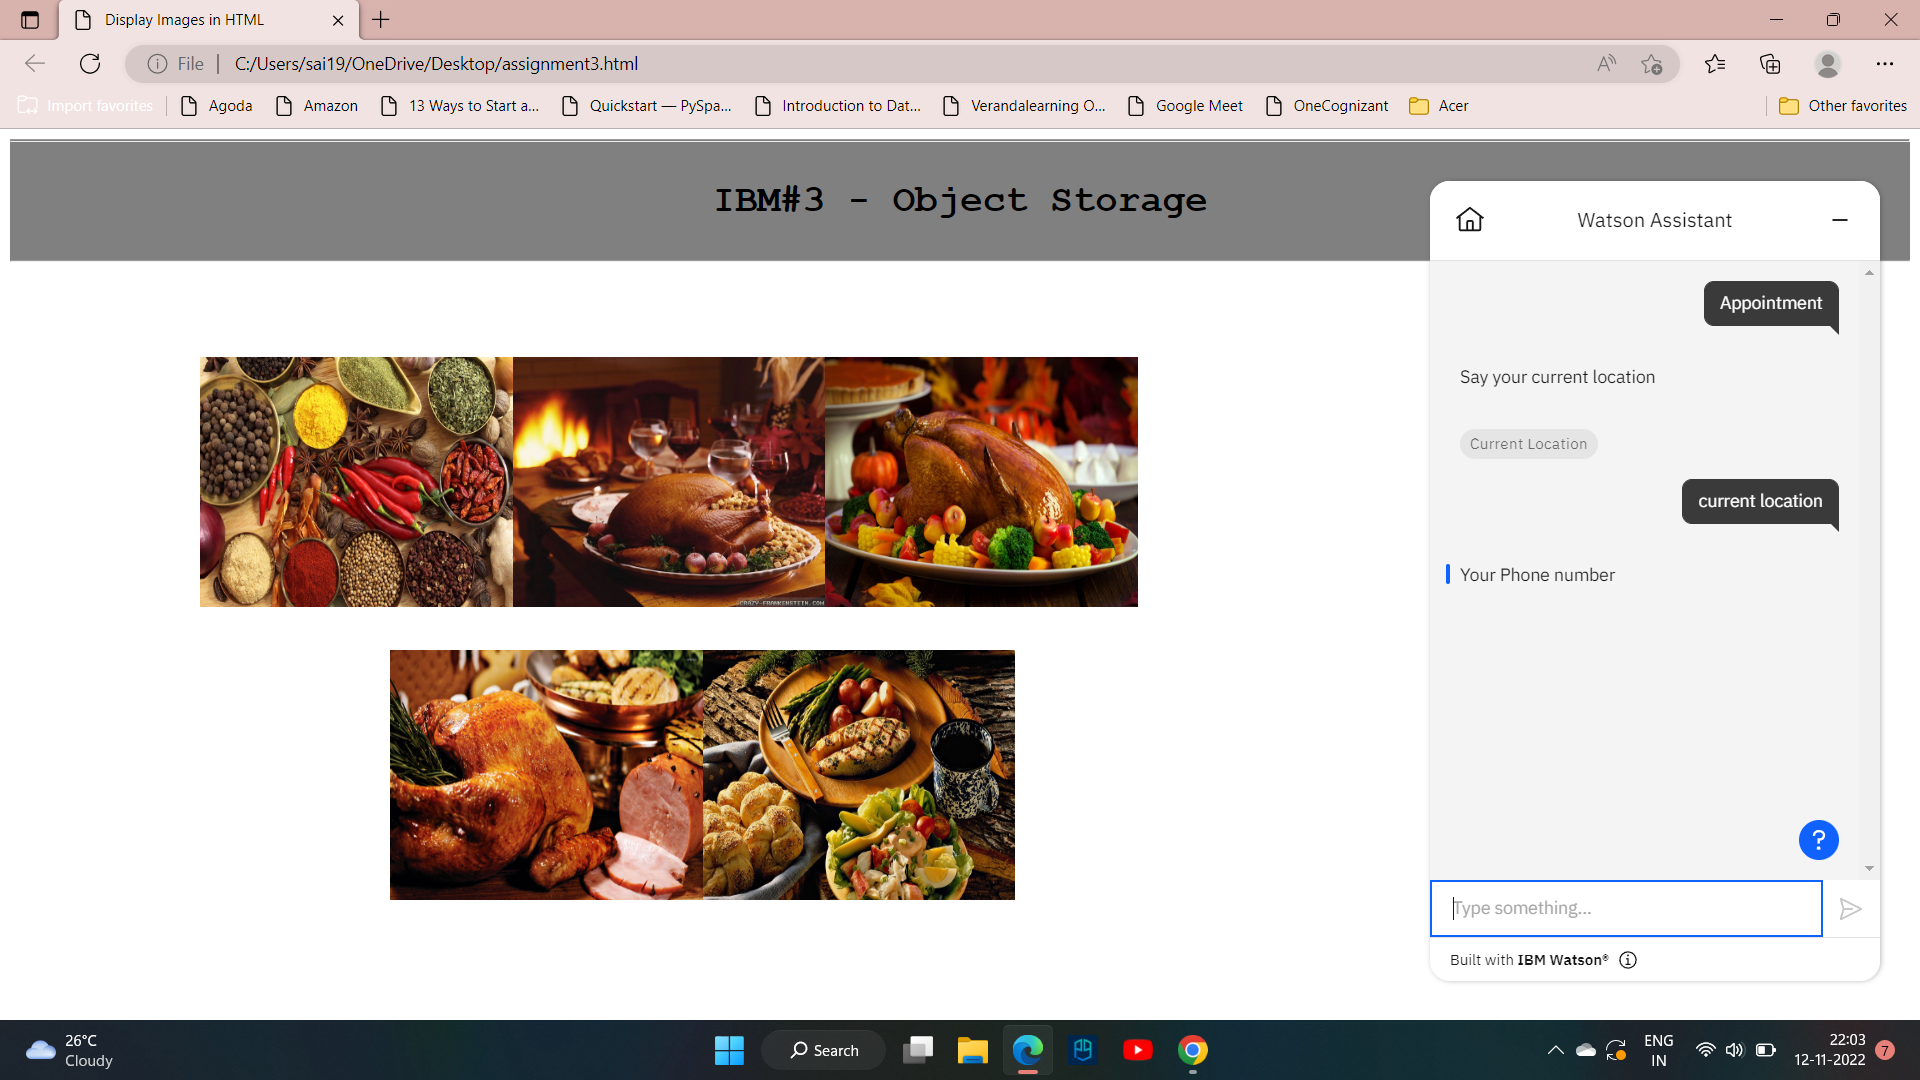 Display Images in HTML
File
C:/Users/sai19/OneDrive/Desktop/assignment3.html
Import favorites
Agoda
Amazon
13 Ways to Start a...
Quickstart — PySpa...
Introduction to Dat...
Verandalearning O...
Google Meet
OneCognizant
Acer
Other favorites
IBM#3 - Object Storage
CRAZY-FRANKENSTEIN.COM
Watson Assistant
Appointment
Say your current location
Current Location
current location
Your Phone number
?
Type something...
Built with IBM Watson® 
26°C
Cloudy
Search
ENG
IN
22:03
12-11-2022
7